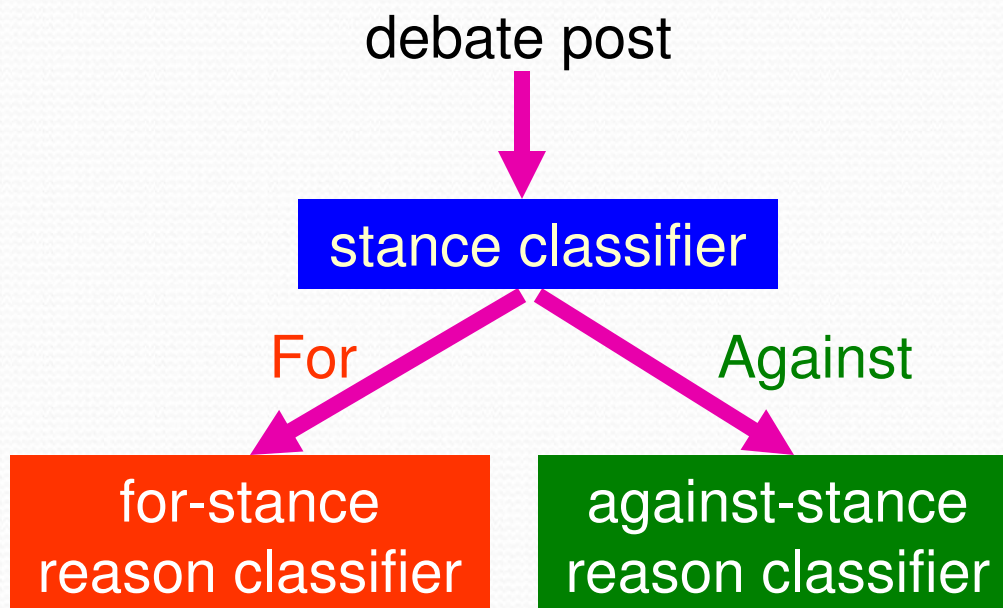 debate post
stance classifier
For
Against
for-stance
reason classifier
against-stance
reason classifier